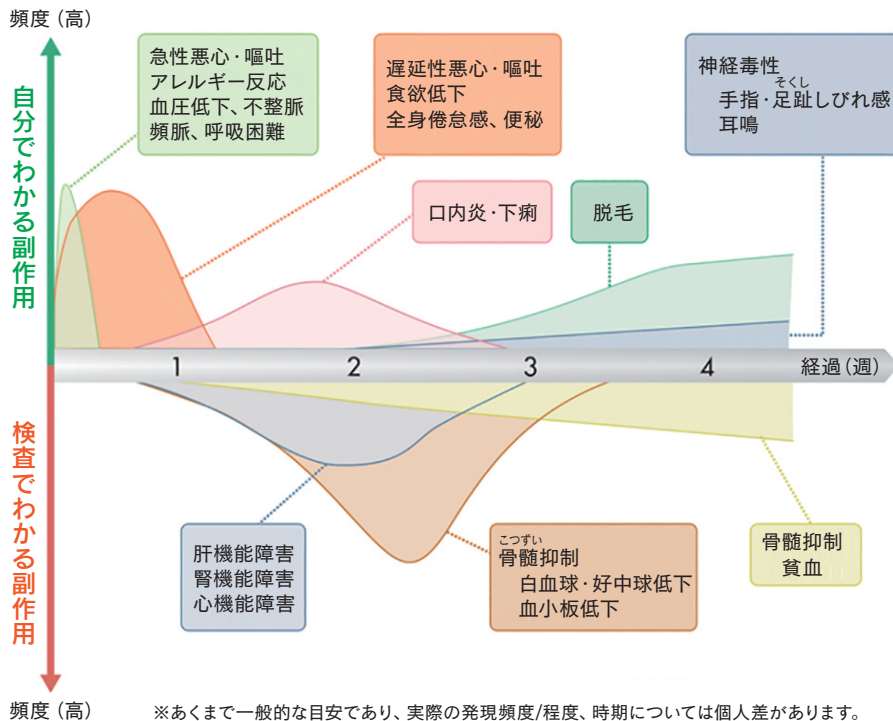 頻度(高)
自分でわかる副作用
急性悪心・嘔吐
アレルギー反応
血圧低下、不整脈
頻脈、呼吸困難
遅延性悪心・嘔吐
食欲低下
全身倦怠感、便秘
神経毒性
そくし
手指・足趾しびれ感
耳鳴
口内炎・下痢
脱毛
1 2 3 4 経過(週)
検査でわかる副作用
肝機能障害
腎機能障害
心機能障害
こつずい
骨髄抑制
白血球・好中球低下
血小板低下
骨髄抑制
貧血
頻度(高)
※あくまで一般的な目安であり、実際の発現頻度/程度、時期については個人差があります。